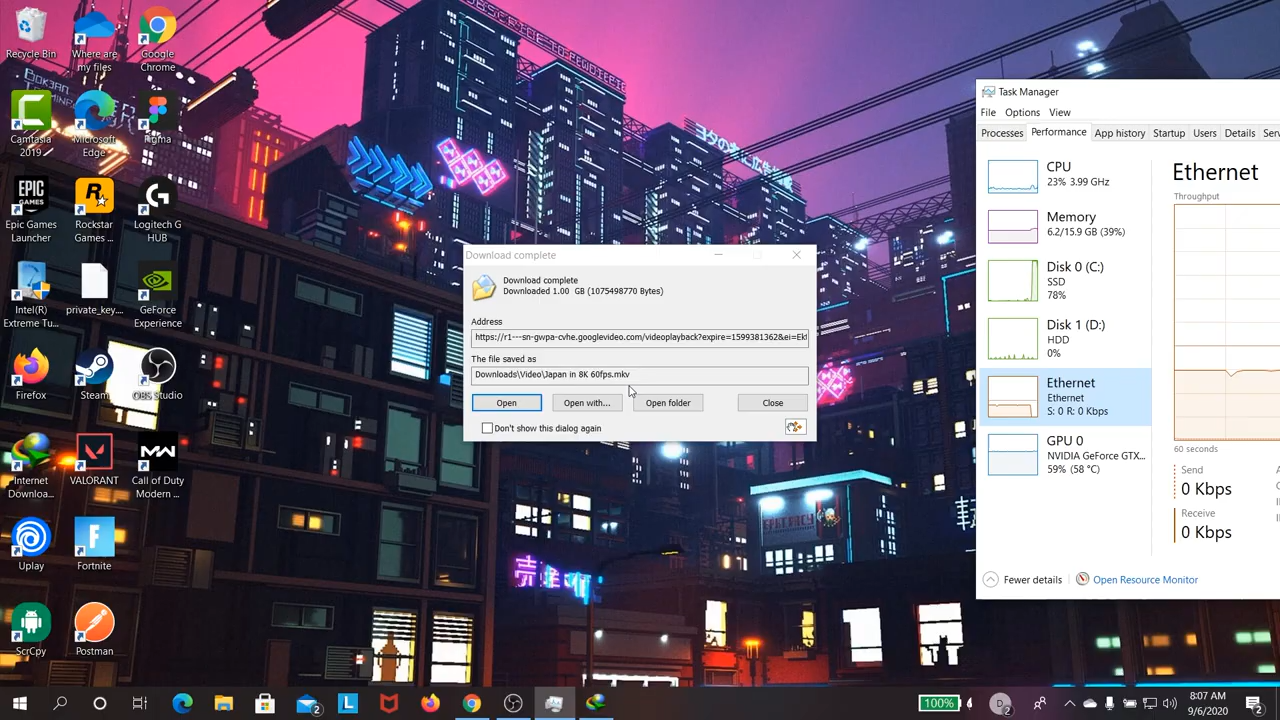 Recycle Bin
Where are
my files
Google
Chrome
Camtasia
2019
Microsoft
Edge
Figma
EPIC
GAMES
Epic Games
Launcher
Rockstar
Games ...
Logitech G
HUB
Intel(R)
Extreme Tu...
private_key....
GeForce
Experience
Firefox
Steam
OBS studio
Internet
Downloa...
VALORANT
Call of Duty
Modern ...
Uplay
Fortnite
ScrCpy
Postman
Download complete
Download complete
Downloaded 1.00 GB (1075498770 Bytes)
Address
https://r1---sn-gwpa-cvhe.googlevideo.com/videoplayback?expire=1599381362&ei=Ek
The file saved as
Downloads\Video\Japan in 8K 60fps.mkv
Open
Open with...
Open folder
Close
Don't show this dialog again
Task Manager
File Options View
Processes Performance App history Startup Users Details Ser
CPU
23% 3.99 GHz
Memory
6.2/15.9 GB (39%)
Disk 0 (C:)
SSD
78%
Disk 1 (D:)
HDD
0%
Ethernet
Ethernet
S: 0 R: 0 Kbps
GPU 0
NVIDIA GeForce GTX...
59% (58 °C)
Ethernet
Throughput
60 seconds
Send
0 Kbps
Receive
0 Kbps
Fewer details
Open Resource Monitor
100%
8:07 AM
9/6/2020